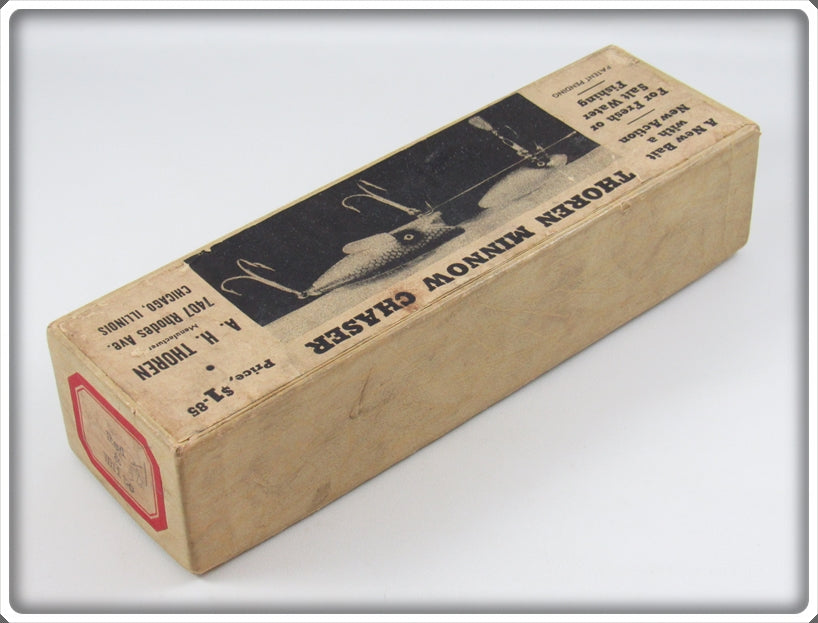 A New Bait
with a
New Action
For Fresh or
Salt Water
Fishing
PATENT PENDING
THOREN MINNOW CHASER
Price, $1.85
A. H. THOREN
Manufacturer
7407 Rhodes Ave.
CHICAGO, ILLINOIS